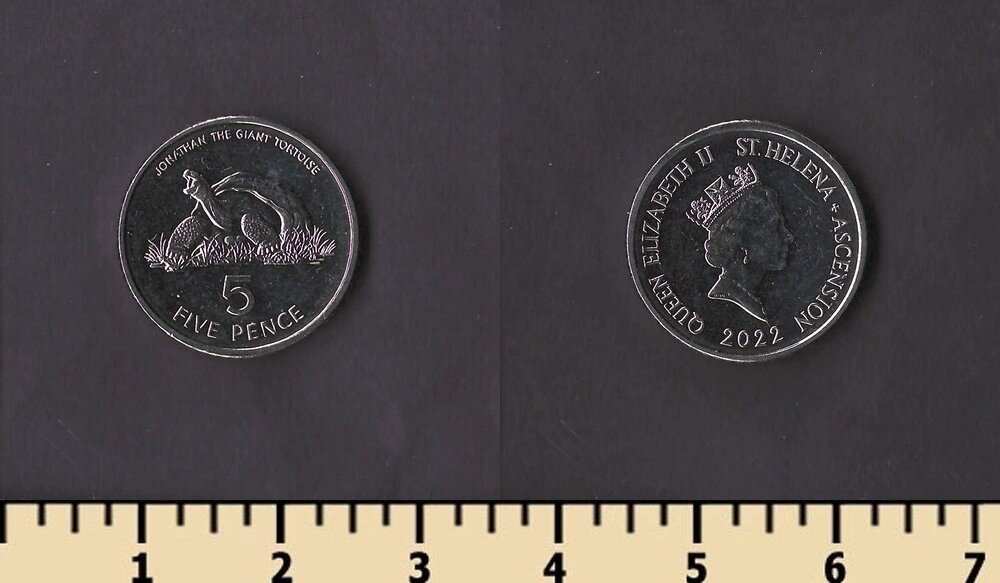 JONATHAN THE GIANT TORTOISE
5
FIVE PENCE
QUEEN ELIZABETH II ST. HELENA + ASCENSION
2022
1 2 3 4 5 6 7